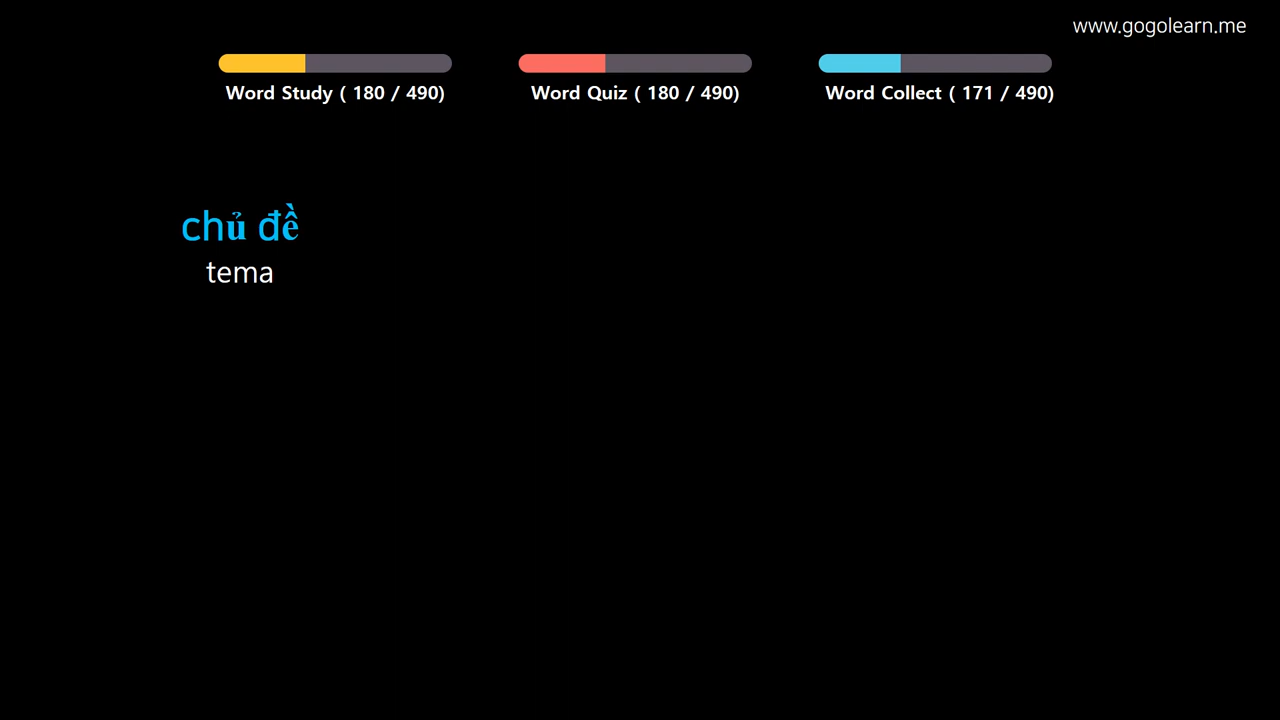 www.gogolearn.me
Word Study ( 180 / 490)
Word Quiz ( 180 / 490)
Word Collect ( 171 / 490)
chủ đề
tema